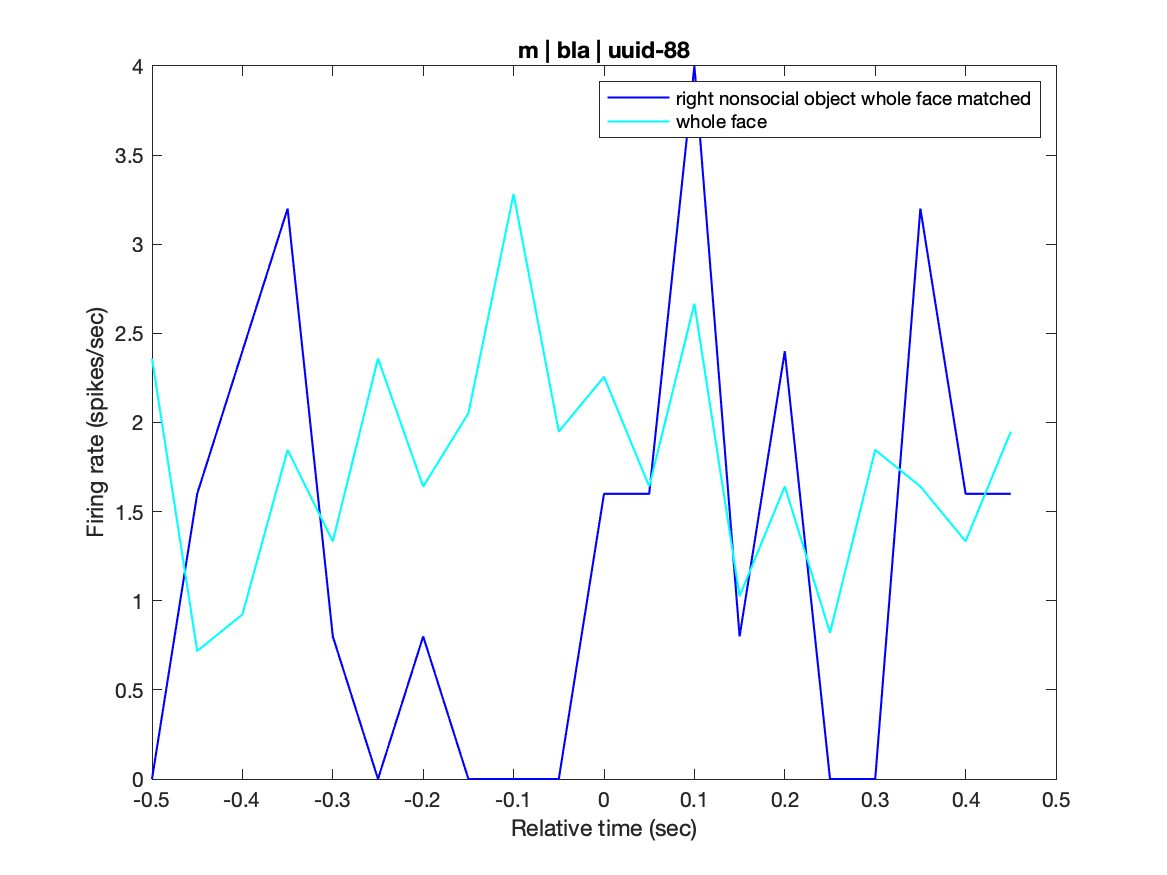 m | bla | uuid-88
right nonsocial object whole face matched
whole face
4
3.5
3
2.5
2
1.5
1
0.5
0
Firing rate (spikes/sec)
-0.5 -0.4 -0.3 -0.2 -0.1 0 0.1 0.2 0.3 0.4 0.5
Relative time (sec)